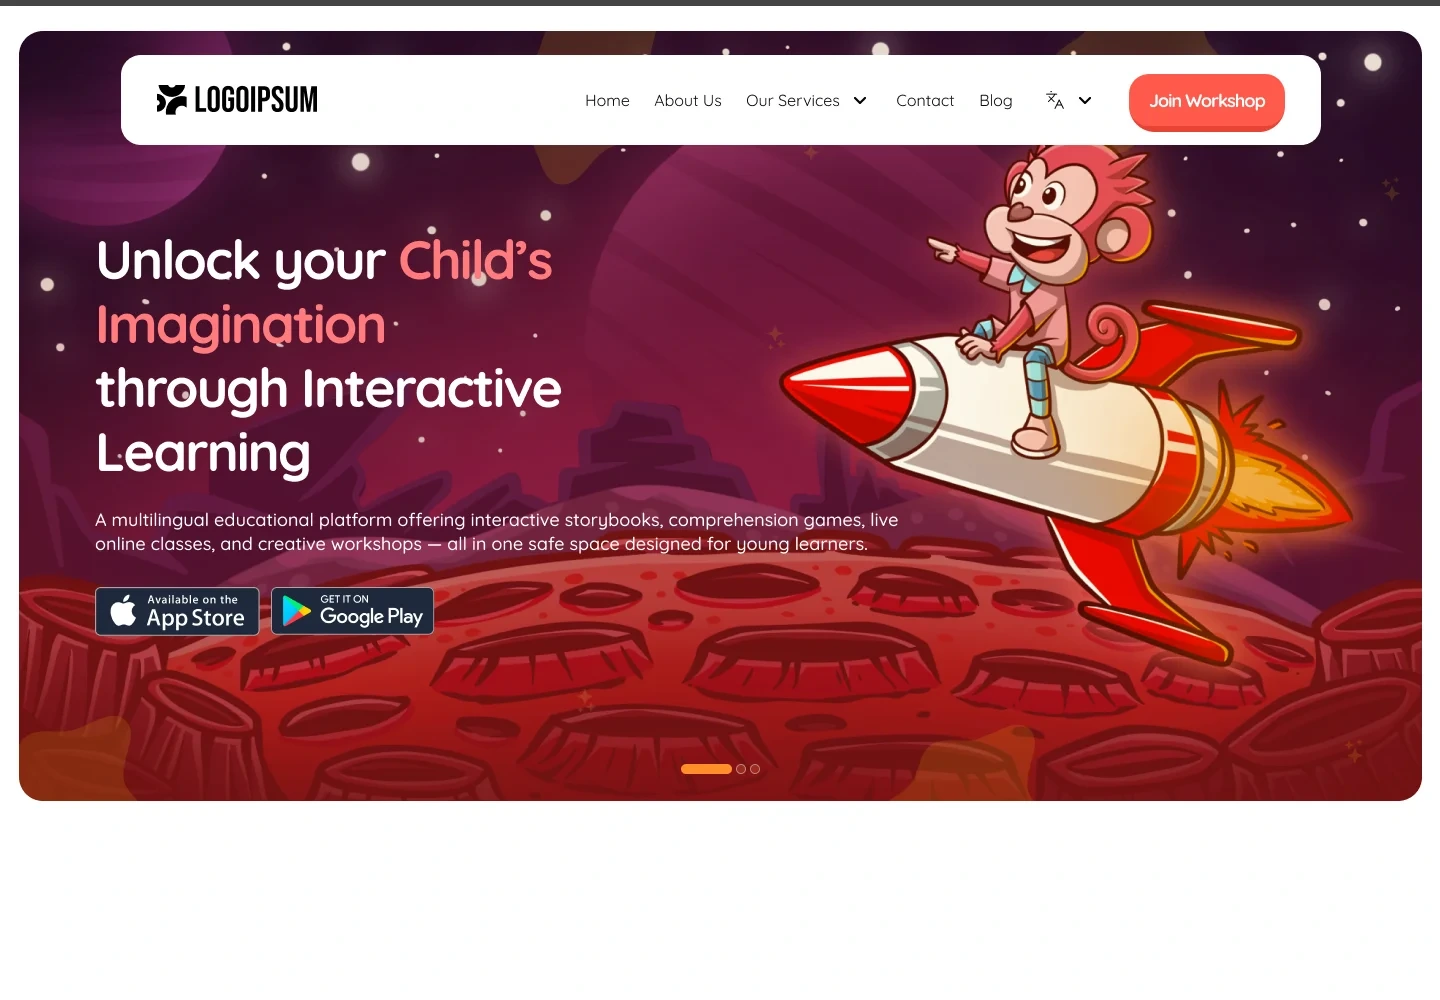 LOGOIPSUM
Home About Us Our Services Contact Blog
Join Workshop
Unlock your Child’s
Imagination
through Interactive
Learning
A multilingual educational platform offering interactive storybooks, comprehension games, live
online classes, and creative workshops — all in one safe space designed for young learners.
Available on the
App Store
GET IT ON
Google Play